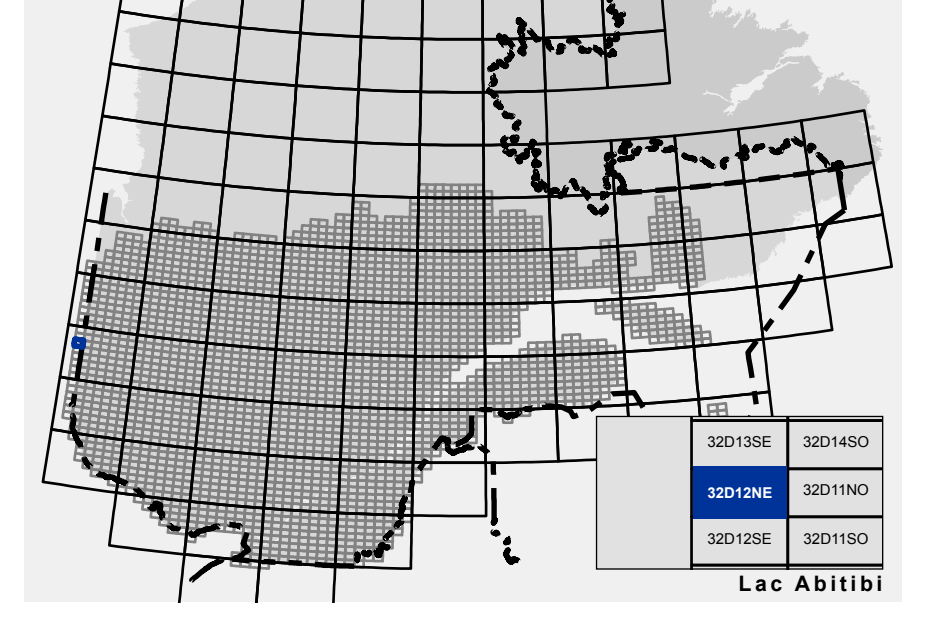 32D13SE 32D14SO
32D12NE 32D11NO
32D12SE 32D11SO
Lac Abitibi